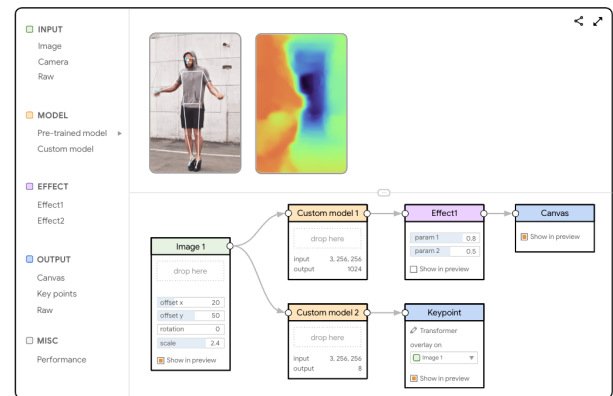 INPUT
Image
Camera
Raw
MODEL
Pre-trained model
Custom model
EFFECT
Effect1
Effect2
OUTPUT
Canvas
Key points
Raw
MISC
Performance
Image 1
drop here
offset x 20
offset y 50
rotation 0
scale 2.4
Show in preview
Custom model 1
drop here
input 3, 256, 256
output 1024
Effect1
param 1 0.8
param 2 0.5
Show in preview
Canvas
Show in preview
Custom model 2
drop here
input 3, 256, 256
output 8
Keypoint
Transformer
overlay on
Image 1
Show in preview